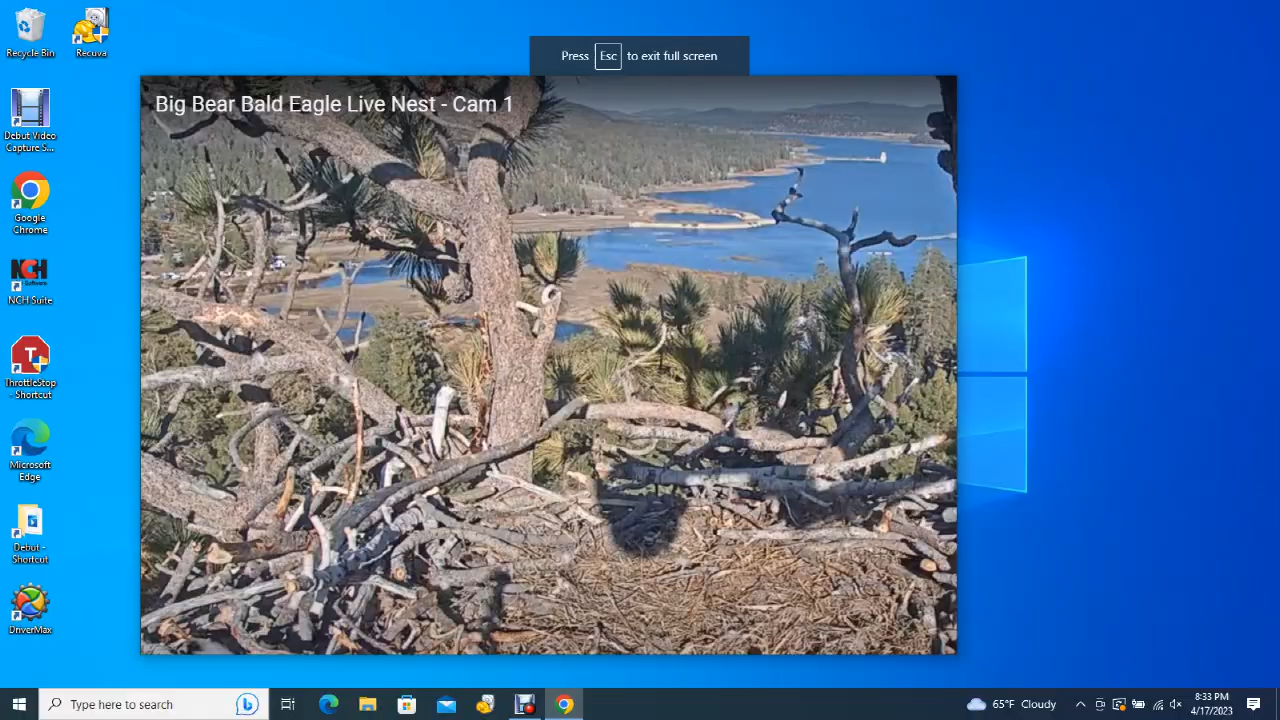 Recycle Bin
Recuva
Press Esc to exit full screen
Big Bear Bald Eagle Live Nest - Cam 1
Debut Video
Capture S...
Google
Chrome
NCH
Software
NCH Suite
T
ThrottleStop
- Shortcut
Microsoft
Edge
Debut -
Shortcut
DriverMax
Type here to search
65°F Cloudy
8:33 PM
4/17/2023